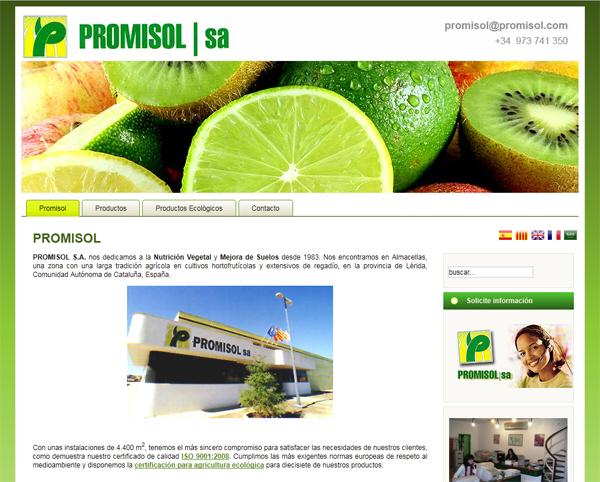 PROMISOL | sa
promisol@promisol.com
+34 973 741 350
Promisol
Productos
Productos Ecológicos
Contacto
PROMISOL
PROMISOL S.A. nos dedicamos a la Nutrición Vegetal y Mejora de Suelos desde 1983. Nos encontramos en Almacellas,
una zona con una larga tradición agrícola en cultivos hortofrutícolas y extensivos de regadío, en la provincia de Lérida,
Comunidad Autónoma de Cataluña, España.
buscar...
Solicite información
PROMISOL sa
PROMISOL|sa
Con unas instalaciones de 4.400 m2, tenemos el más sincero compromiso para satisfacer las necesidades de nuestros clientes,
como demuestra nuestro certificado de calidad ISO 9001:2008. Cumplimos las más exigentes normas europeas de respeto al
medioambiente y disponemos la certificación para agricultura ecológica para diecisiete de nuestros productos.